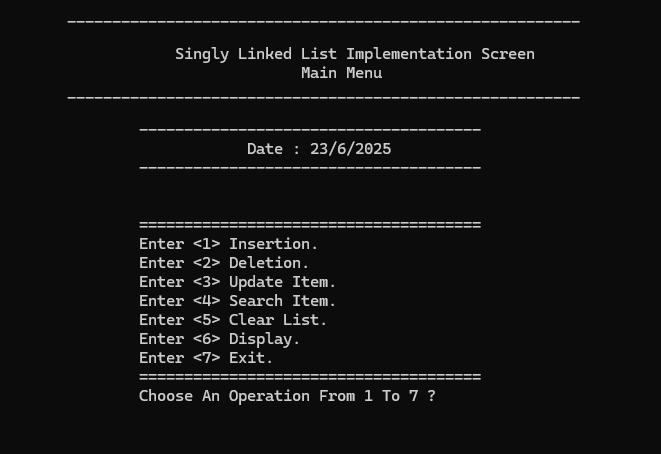 Singly Linked List Implementation Screen
Main Menu
Date : 23/6/2025
Enter <1> Insertion.
Enter <2> Deletion.
Enter <3> Update Item.
Enter <4> Search Item.
Enter <5> Clear List.
Enter <6> Display.
Enter <7> Exit.
Choose An Operation From 1 To 7 ?